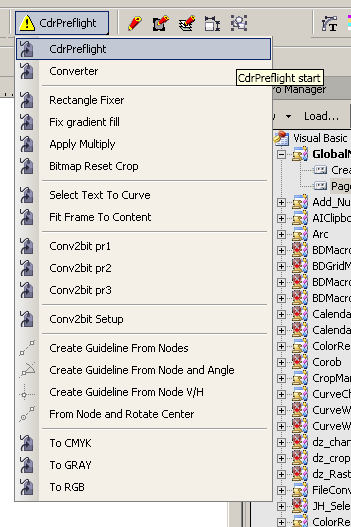 CdrPreflight
CdrPreflight
Converter
CdrPreflight start
Rectangle Fixer
Fix gradient fill
Apply Multiply
Bitmap Reset Crop
Select Text To Curve
Fit Frame To Content
Conv2bit pr1
Conv2bit pr2
Conv2bit pr3
Conv2bit Setup
Create Guideline From Nodes
Create Guideline From Node and Angle
Create Guideline From Node V/H
From Node and Rotate Center
To CMYK
To GRAY
To RGB
ro Manager
Load...
Visual Basic
GlobalM
Crea
Page
Add_Nu
AIClipbo
Arc
BDMacro
BDGridM
BDMacro
Calenda
Calenda
ColorRe
Corob
CropMar
CurveCh
CurveW
CurveW
dz_chan
dz_crop
dz_Rast
FileConv
JH_Selec
ColorRe